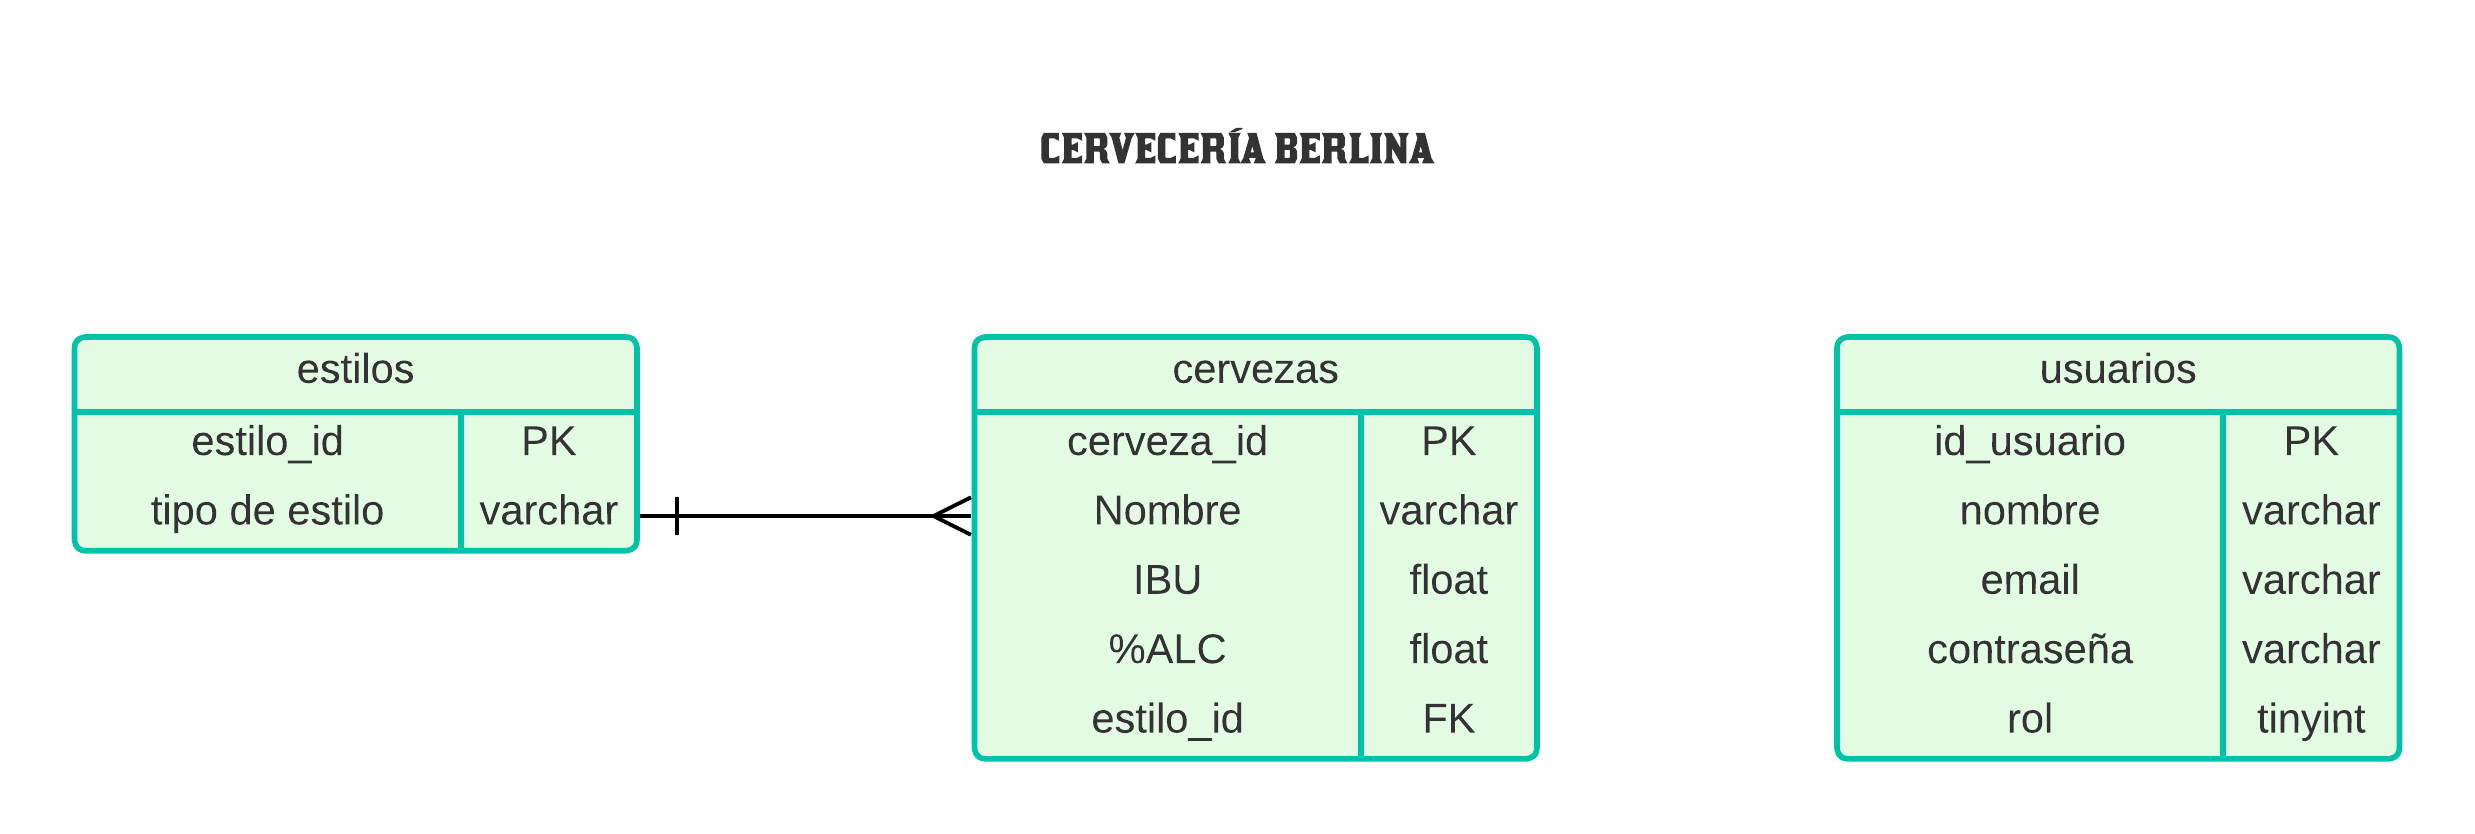 CERVECERÍA BERLINA
estilos
estilo_id PK
tipo de estilo varchar
cervezas
cerveza_id PK
Nombre varchar
IBU float
%ALC float
estilo_id FK
usuarios
id_usuario PK
nombre varchar
email varchar
contraseña varchar
rol tinyint